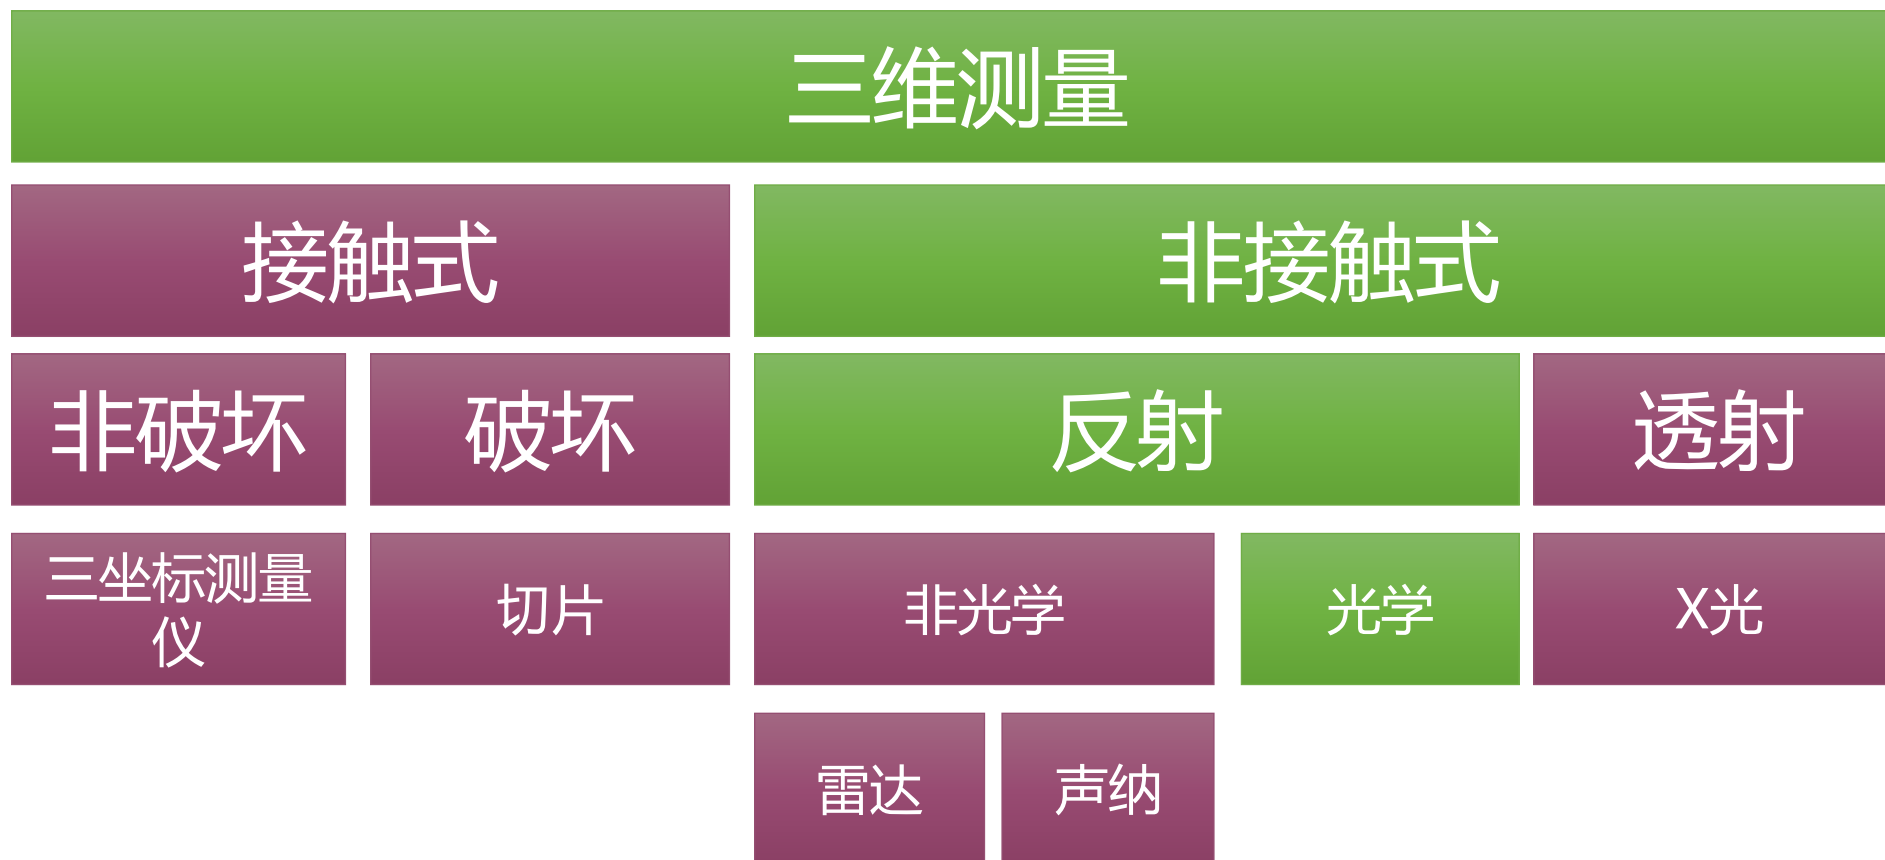 三维测量
接触式
非接触式
非破坏
破坏
反射
透射
三坐标测量
仪
切片
非光学
光学
X光
雷达
声纳